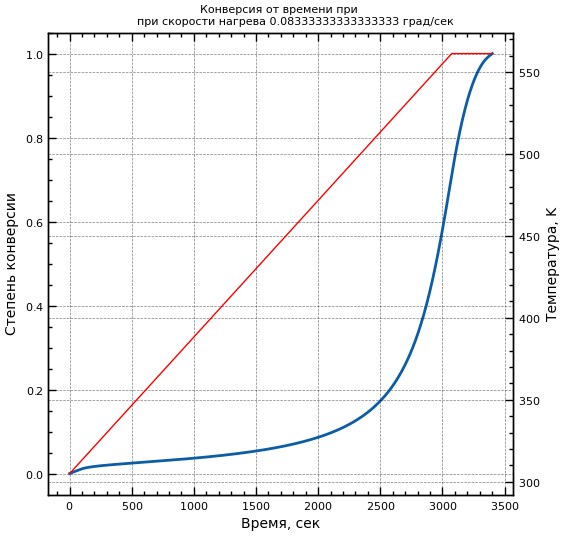 Конверсия от времени при
при скорости нагрева 0.08333333333333333 град/сек
1.0
0.8
0.6
0.4
0.2
0.0
Степень конверсии
550
500
450
400
350
300
Температура, К
0 500 1000 1500 2000 2500 3000 3500
Время, сек